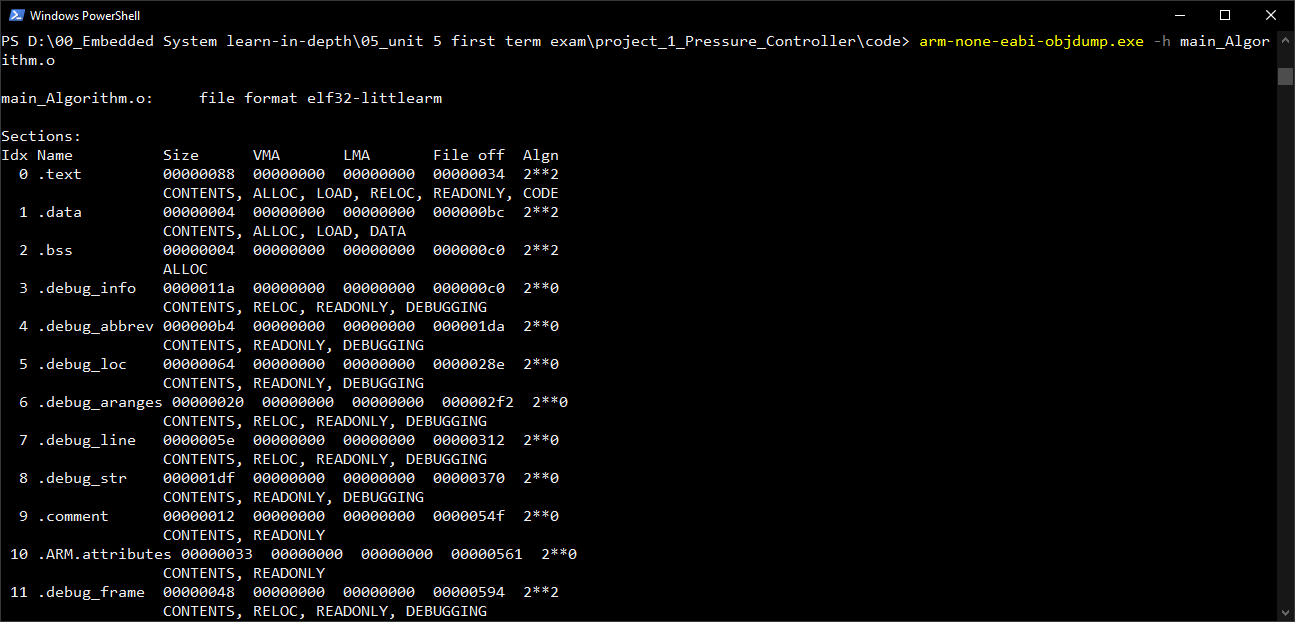 Windows PowerShell
PS D:\00_Embedded System learn-in-depth\05_unit 5 first term exam\project_1_Pressure_Controller\code> arm-none-eabi-objdump.exe -h main_Algor
ithm.o
main_Algorithm.o:     file format elf32-littlearm
Sections:
Idx Name          Size      VMA       LMA       File off  Algn
  0 .text         00000088  00000000  00000000  00000034  2**2
                  CONTENTS, ALLOC, LOAD, RELOC, READONLY, CODE
  1 .data         00000004  00000000  00000000  000000bc  2**2
                  CONTENTS, ALLOC, LOAD, DATA
  2 .bss          00000004  00000000  00000000  000000c0  2**2
                  ALLOC
  3 .debug_info   0000011a  00000000  00000000  000000c0  2**0
                  CONTENTS, RELOC, READONLY, DEBUGGING
  4 .debug_abbrev 000000b4  00000000  00000000  000001da  2**0
                  CONTENTS, READONLY, DEBUGGING
  5 .debug_loc    00000064  00000000  00000000  0000028e  2**0
                  CONTENTS, READONLY, DEBUGGING
  6 .debug_aranges 00000020  00000000  00000000  000002f2  2**0
                  CONTENTS, RELOC, READONLY, DEBUGGING
  7 .debug_line   0000005e  00000000  00000000  00000312  2**0
                  CONTENTS, RELOC, READONLY, DEBUGGING
  8 .debug_str    000001df  00000000  00000000  00000370  2**0
                  CONTENTS, READONLY, DEBUGGING
  9 .comment      00000012  00000000  00000000  0000054f  2**0
                  CONTENTS, READONLY
 10 .ARM.attributes 00000033  00000000  00000000  00000561  2**0
                  CONTENTS, READONLY
 11 .debug_frame  00000048  00000000  00000000  00000594  2**2
                  CONTENTS, RELOC, READONLY, DEBUGGING